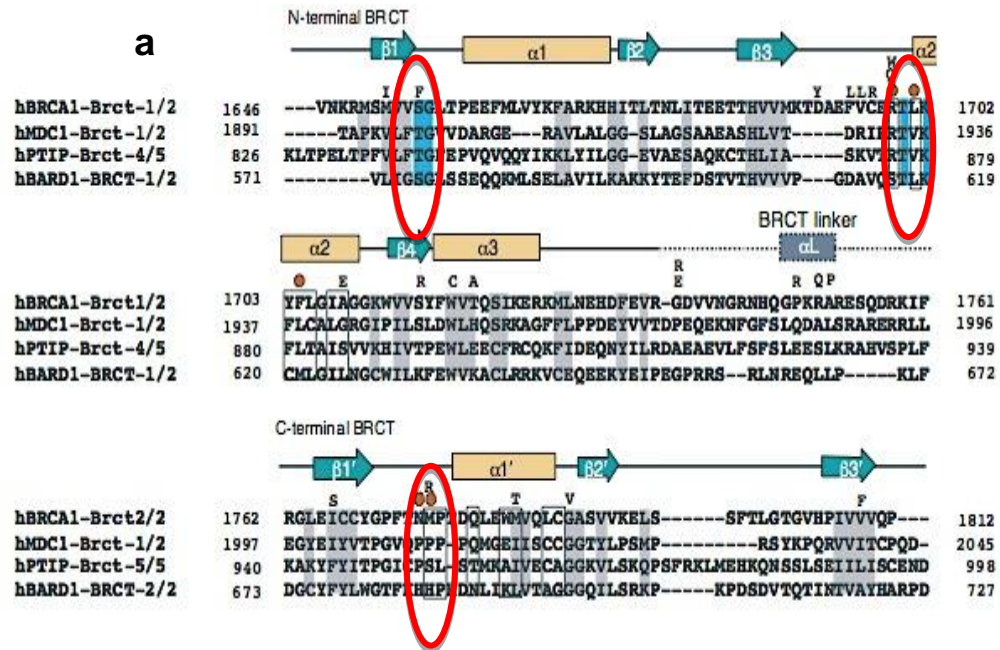 a
N-terminal BRCT
β1 α1 β2 β3 α2
I F Y LLR W
hBRCA1-Brct-1/2 1646 ---VNKRMSMVVSGLTPEEFMLVYKFARKHHITLTNLITEETTHVVMKTDAEFVCERTLK 1702
hMDC1-Brct-1/2 1891 -----TAPKVLFTGVVDARGE--RAVLALGG-SLAGSAAEASHLVT-----DRIRRTVK 1936
hPTIP-Brct-4/5 826 KLTPELTPFVLFTGFEPVQVQQYIKKLYILGG-EVAESAQKCTHLIA-----SKVTRTVK 879
hBARD1-BRCT-1/2 571 ------VLIGSGLSSEQQKMLSELAVILKAKKYTEFDSTVTHVVVP---GDAVQSTLK 619
BRCT linker
α2 β4 α3 αL
E R C A R E R Q P
hBRCA1-Brct1/2 1703 YFLGIAGGKWVVSYFWVTQSIKERKMLNEHDFEVR-GDVVNGRNHQGPKRARESQDRKIF 1761
hMDC1-Brct-1/2 1937 FLCALGRGIPILSLDWLHQSRKAGFFLPPDEYVVTDPEQEKNFGFSLQDALSRARERRLL 1996
hPTIP-Brct-4/5 880 FLTAISVVKHIVTPEWLEECFRCQKFIDEQNYILRDAEAEVLFSFSLEESLKRAHVSPLF 939
hBARD1-BRCT-1/2 620 CMLGILNGCWILKFEWVKACLRRKVCEQEEKYEIPEGPRRS--RLNREQLLP-----KLF 672
C-terminal BRCT
β1' α1' β2' β3'
S R T V F
hBRCA1-Brct2/2 1762 RGLEICCYGPFTNMPTDQLEWMVQLCGASVVKELS-----SFTLGTGVHPIVVVQP--- 1812
hMDC1-Brct-1/2 1997 EGYEIYVTPGVQPPPPQMGEIISCCGGTYLPSMP-------RSYKPQRVVITCPQD- 2045
hPTIP-Brct-5/5 940 KAKYFYITPGICPSL-STMKAIVECAGGKVLSKQPSFRKLMEHKQNSSLSEIILISCEND 998
hBARD1-BRCT-2/2 673 DGCYFYLWGTFKHHPKDNLIKLVTAGGGQILSRKP------KPDSDVTQTINTVAYHARPD 727